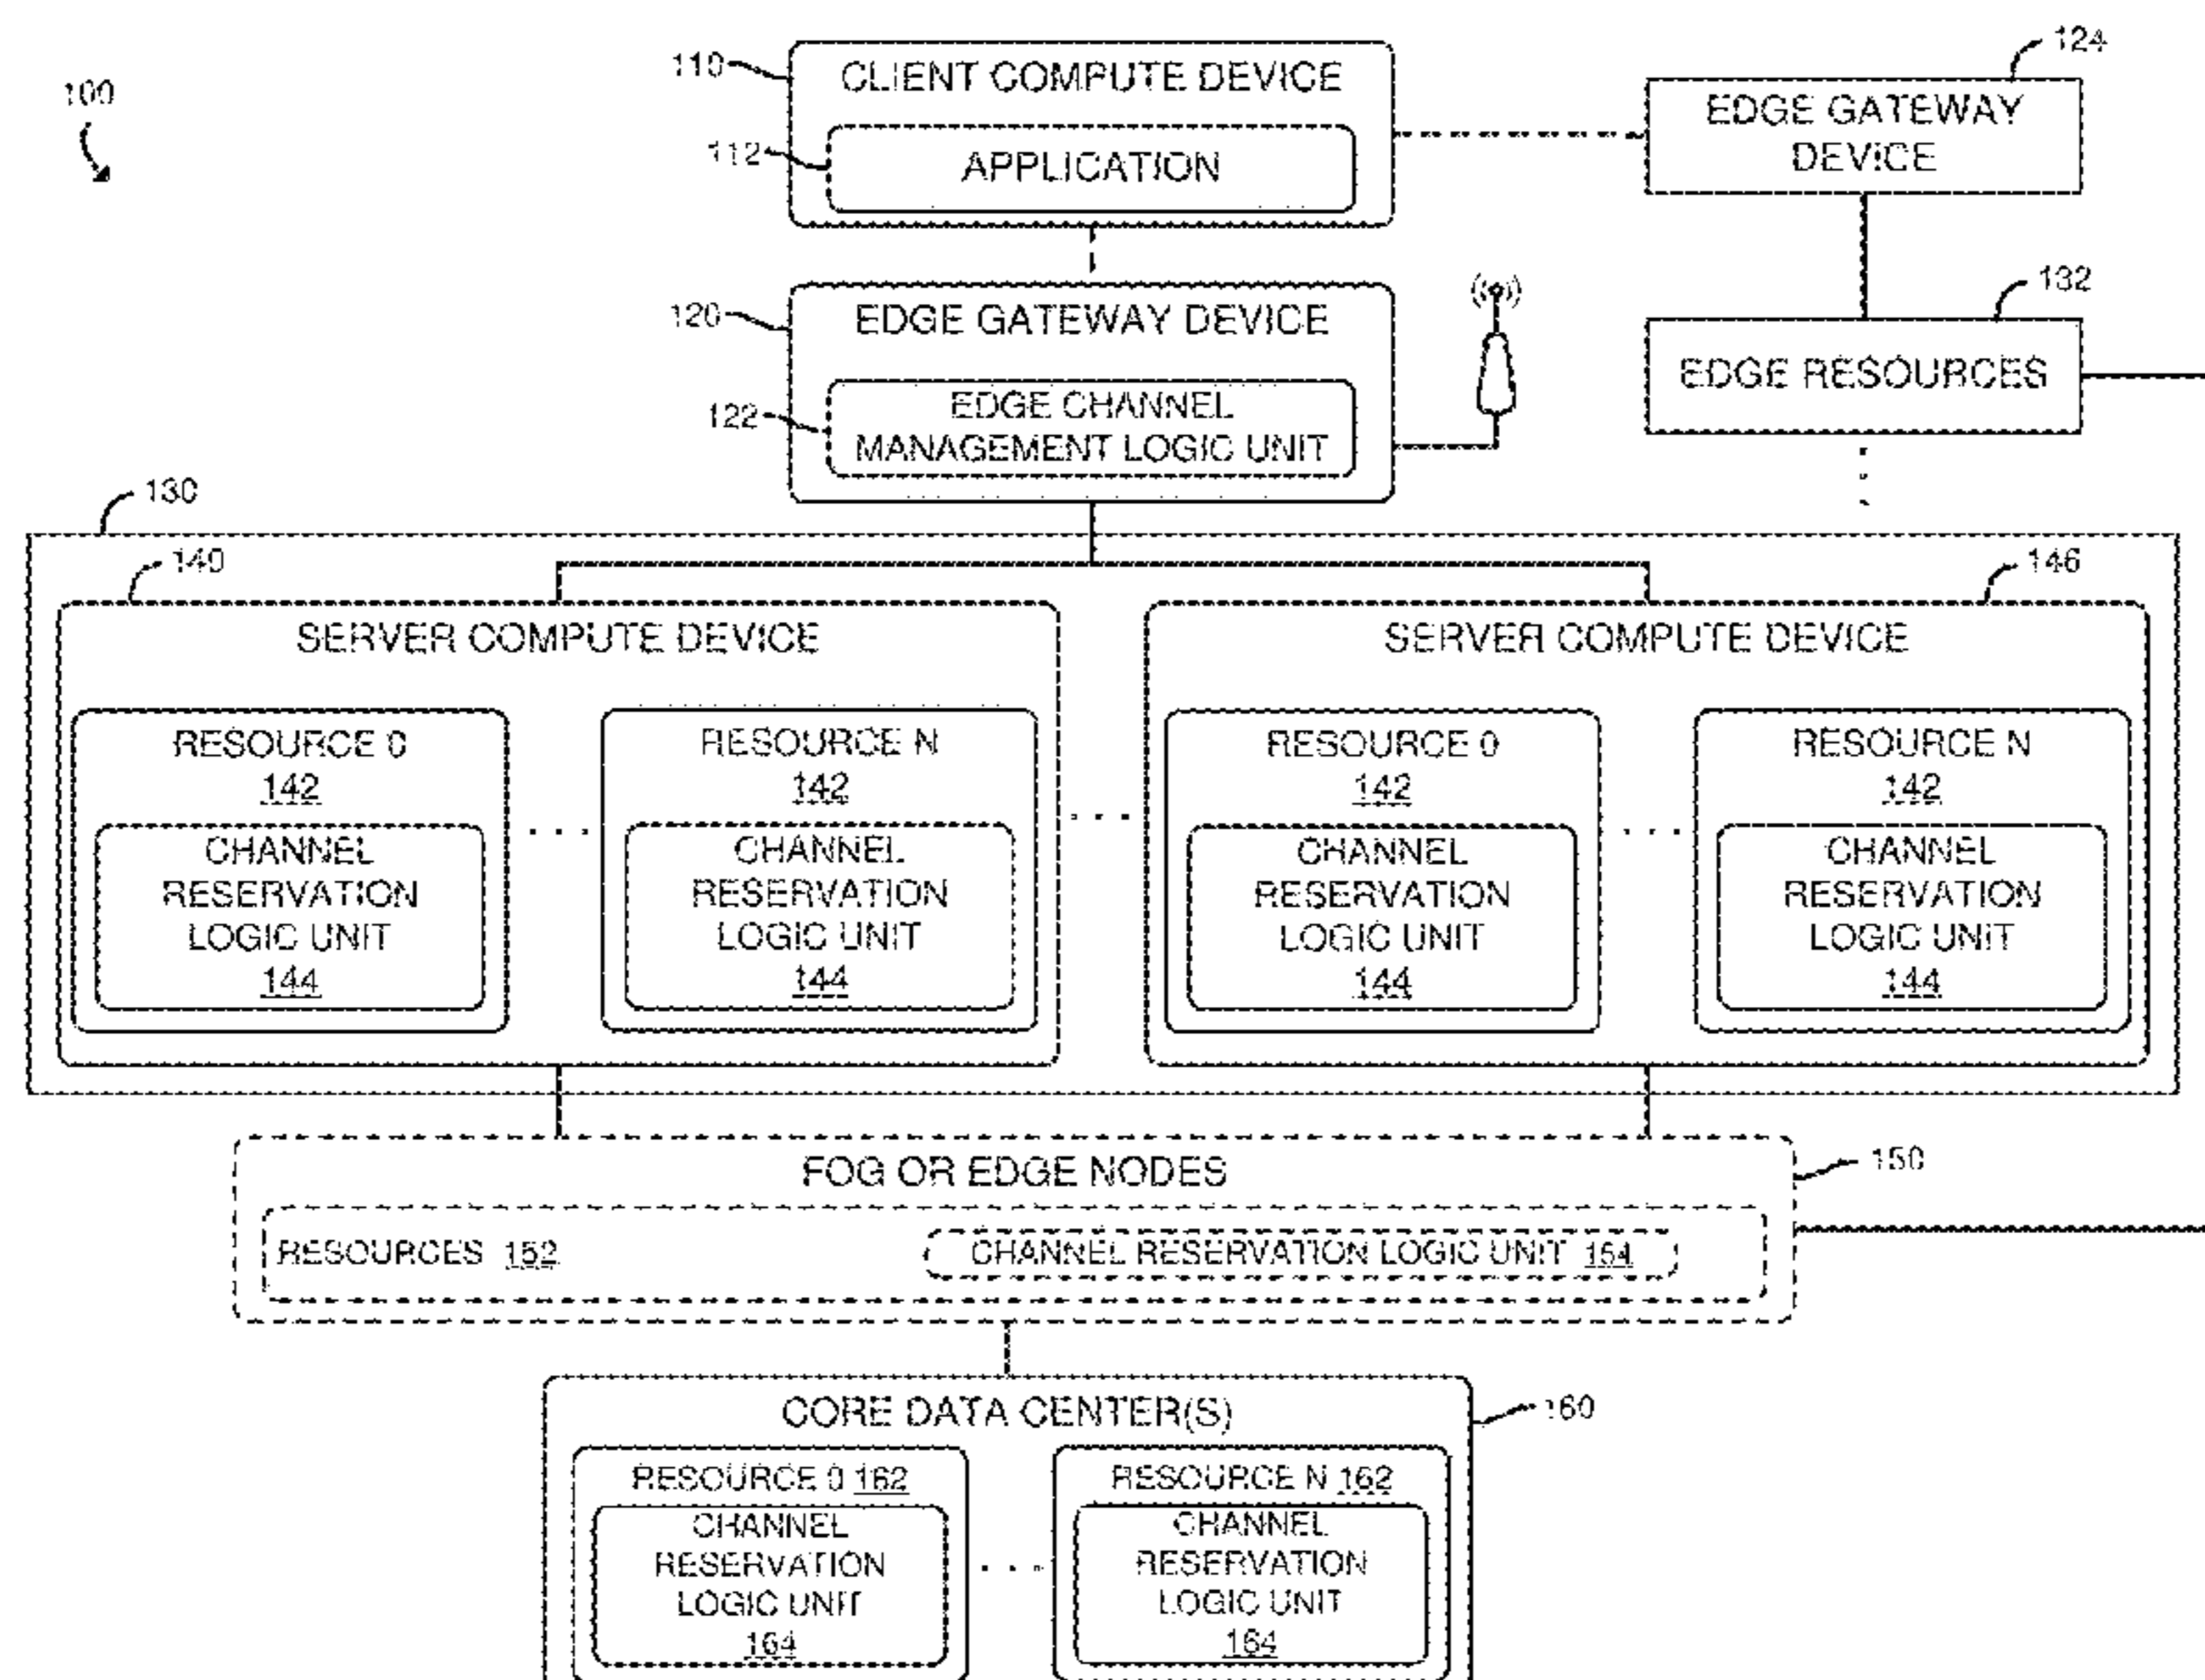 100
110
CLIENT COMPUTE DEVICE
112
APPLICATION
124
EDGE GATEWAY
DEVICE
120
EDGE GATEWAY DEVICE
122
EDGE CHANNEL
MANAGEMENT LOGIC UNIT
132
EDGE RESOURCES
130
140
SERVER COMPUTE DEVICE
RESOURCE 0
142
CHANNEL
RESERVATION
LOGIC UNIT
144
. . .
RESOURCE N
142
CHANNEL
RESERVATION
LOGIC UNIT
144
. . .
146
SERVER COMPUTE DEVICE
RESOURCE 0
142
CHANNEL
RESERVATION
LOGIC UNIT
144
. . .
RESOURCE N
142
CHANNEL
RESERVATION
LOGIC UNIT
144
150
FOG OR EDGE NODES
RESOURCES 152
CHANNEL RESERVATION LOGIC UNIT 154
160
CORE DATA CENTER(S)
RESOURCE 0 162
CHANNEL
RESERVATION
LOGIC UNIT
164
. . .
RESOURCE N 162
CHANNEL
RESERVATION
LOGIC UNIT
164